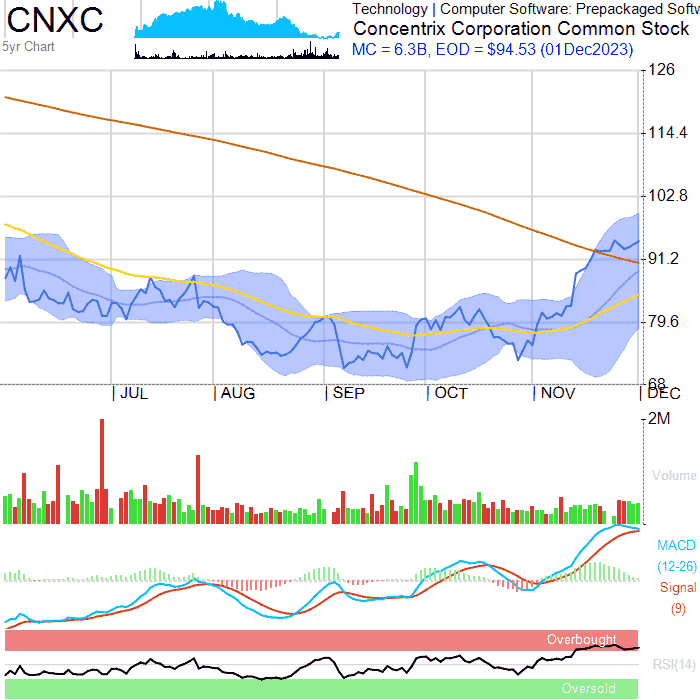 CNXC
5yr Chart
Technology | Computer Software: Prepackaged Softw
Concentrix Corporation Common Stock
MC = 6.3B, EOD = $94.53 (01Dec2023)
126
114.4
102.8
91.2
79.6
68
JUL AUG SEP OCT NOV DEC
2M
Volume
MACD
(12-26)
Signal
(9)
Overbought
RSI(14)
Oversold